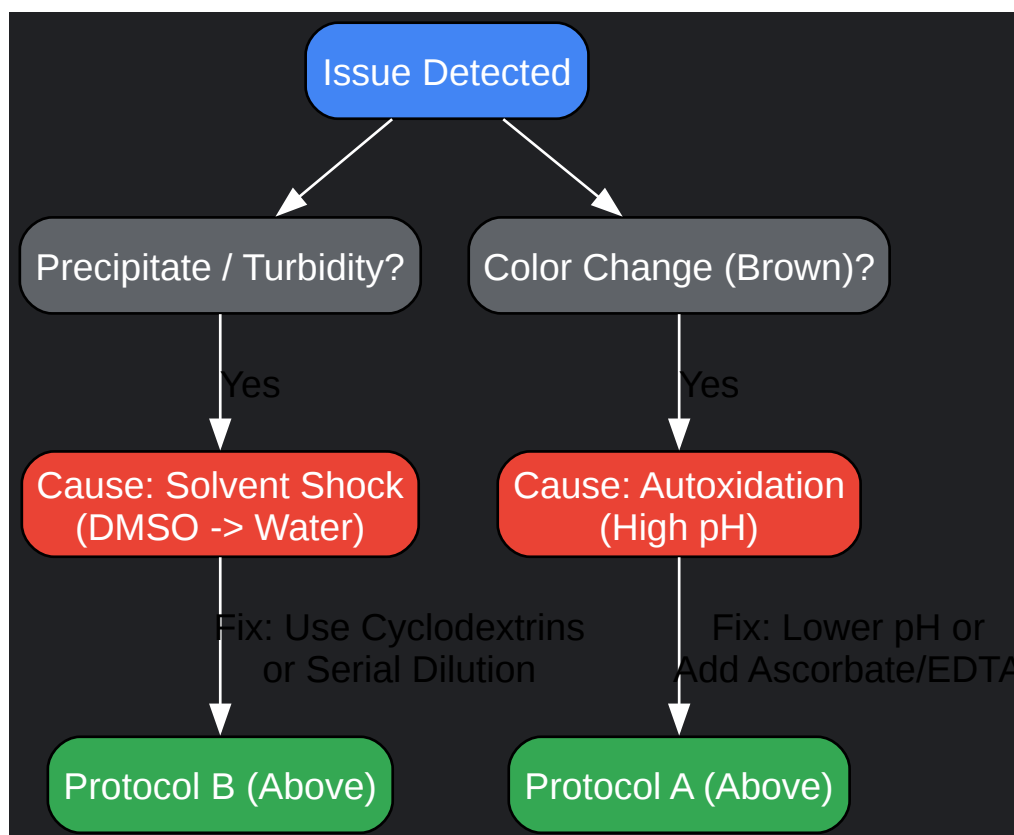 Issue Detected
Precipitate / Turbidity?
Color Change (Brown)?
Yes
Yes
Cause: Solvent Shock
(DMSO -> Water)
Cause: Autoxidation
(High pH)
Fix: Use Cyclodextrins
or Serial Dilution
Fix: Lower pH or
Add Ascorbate/EDTA
Protocol B (Above)
Protocol A (Above)